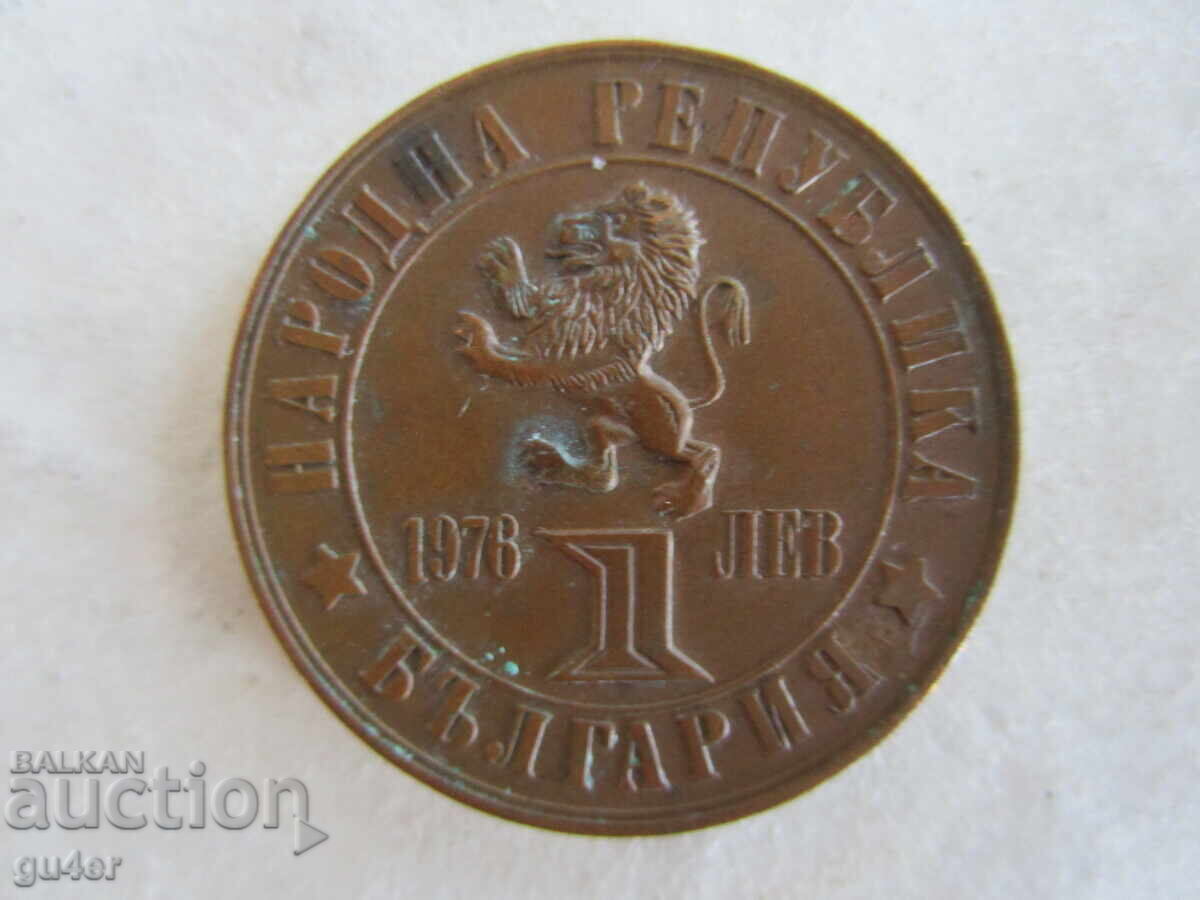 НАРОДНА РЕПУБЛИКА
1976 1 ЛЕВ
БЪЛГАРИЯ
BALKAN
auction
gu4er